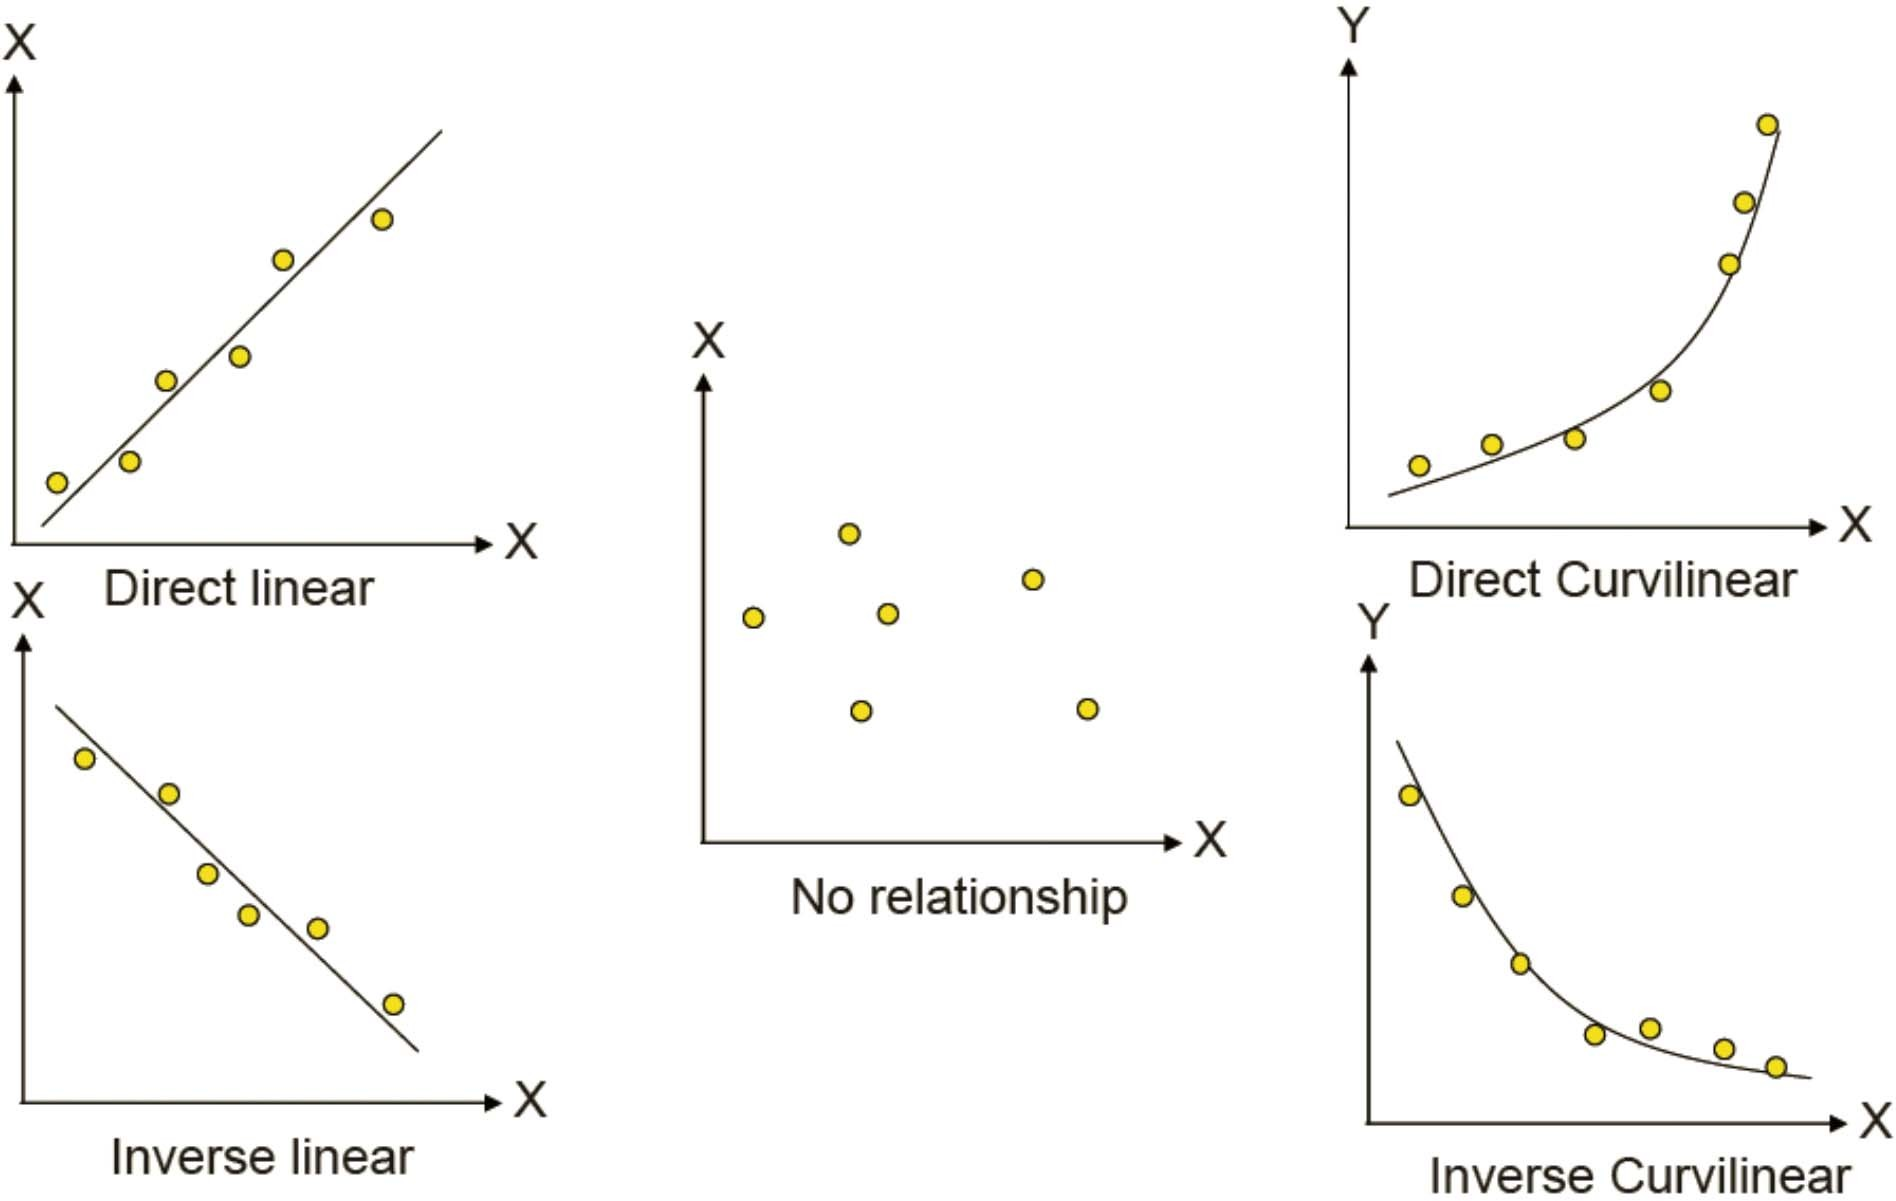 X
X
Direct linear
X
X
Inverse linear
X
X
No relationship
Y
X
Direct Curvilinear
Y
X
Inverse Curvilinear